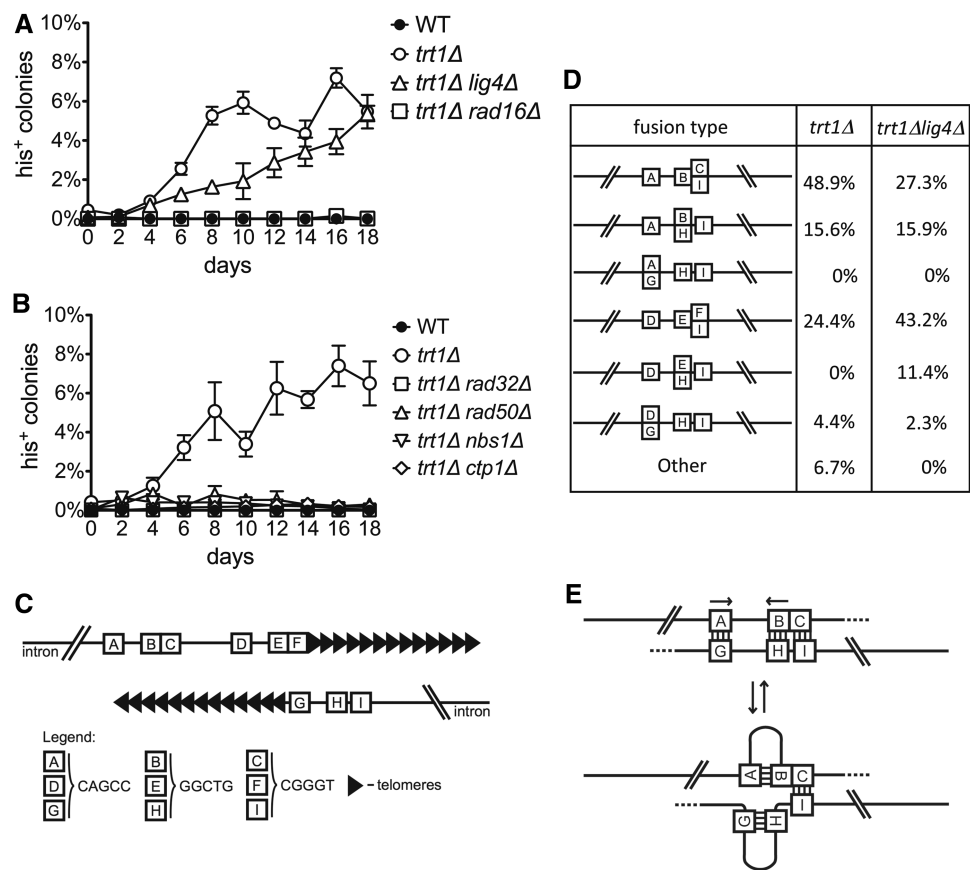 A
his+ colonies
10%
8%
6%
4%
2%
0%
0 2 4 6 8 10 12 14 16 18
days
WT
trt1Δ
trt1Δ lig4Δ
trt1Δ rad16Δ
B
his+ colonies
10%
8%
6%
4%
2%
0%
0 2 4 6 8 10 12 14 16 18
days
WT
trt1Δ
trt1Δ rad32Δ
trt1Δ rad50Δ
trt1Δ nbs1Δ
trt1Δ ctp1Δ
C
intron A B C D E F
G H I intron
Legend:
A D G CAGCC
B E H GGCTG
C F I CGGGT
– telomeres
D
fusion type trt1Δ trt1Δlig4Δ
A B C I 48.9% 27.3%
A B H I 15.6% 15.9%
A G H I 0% 0%
D E F I 24.4% 43.2%
D E H I 0% 11.4%
D G H I 4.4% 2.3%
Other 6.7% 0%
E
A B C
G H I
A B C
I
G H